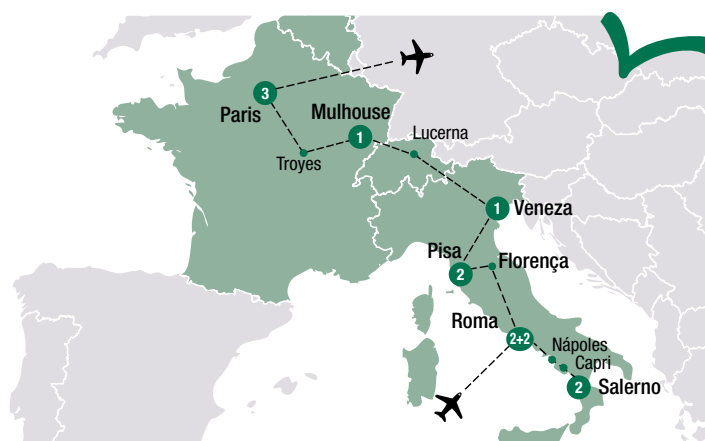 3
Paris
Mulhouse
1
Troyes
Lucerna
1 Veneza
Pisa
2
Florença
Roma
2+2
Nápoles
Capri
2 Salerno